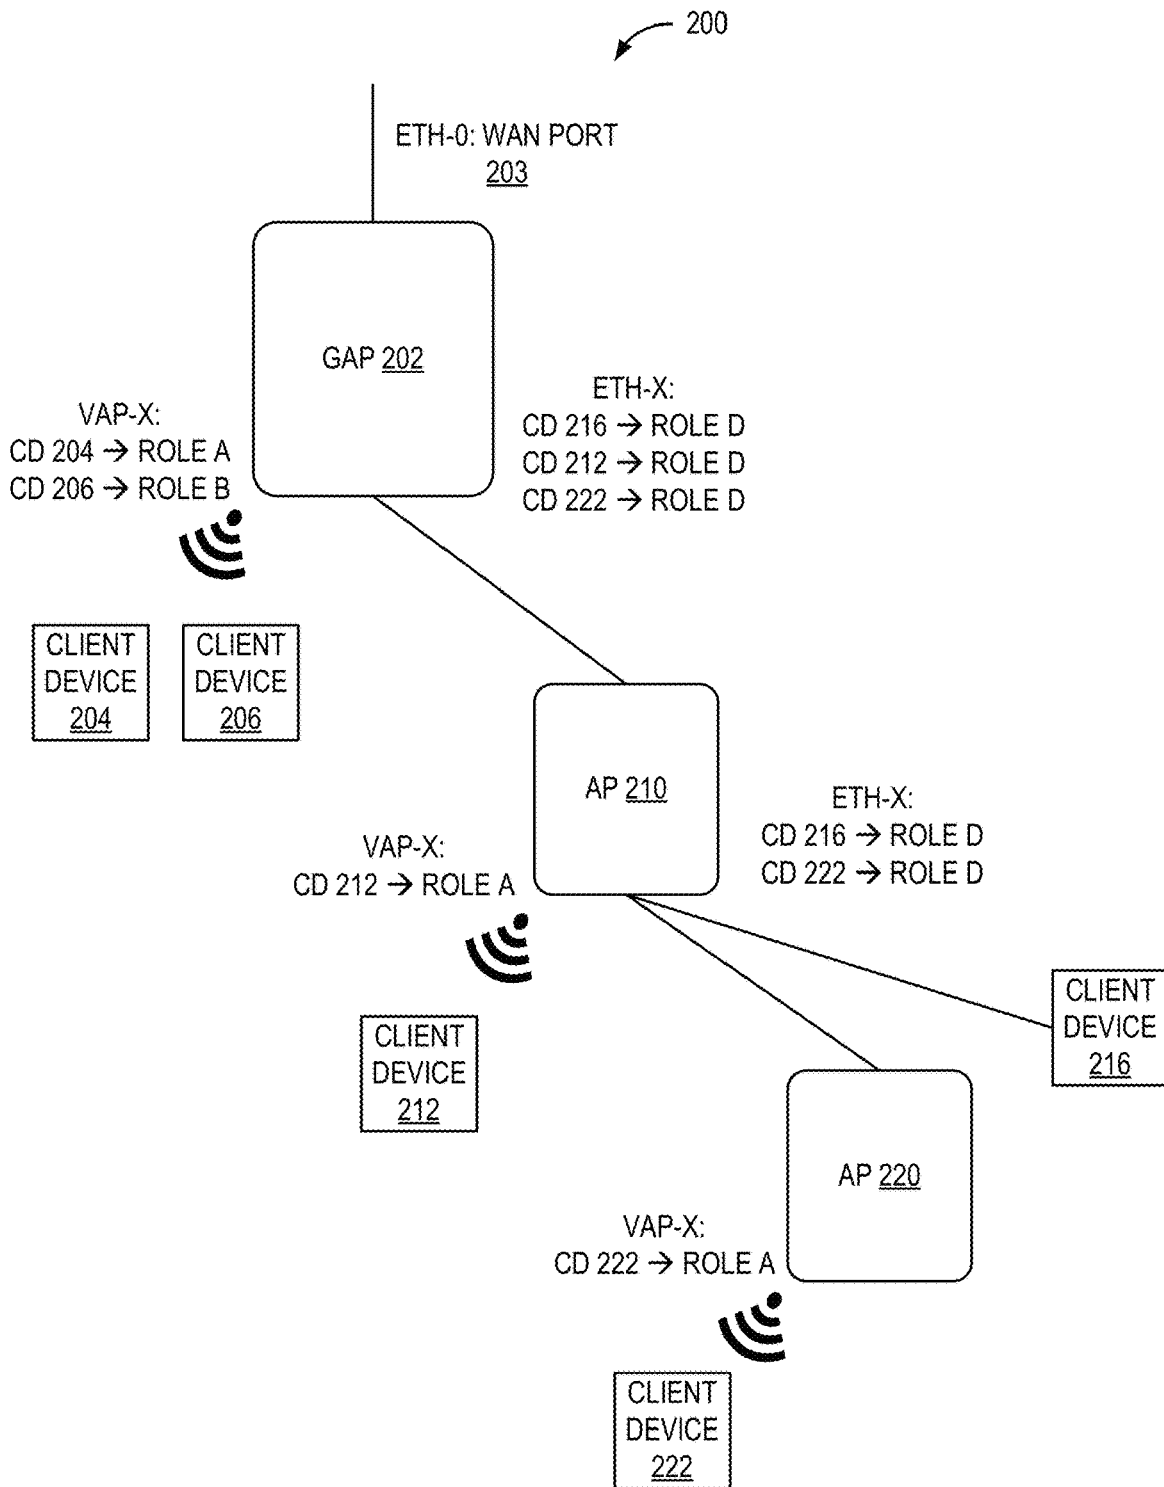 200
ETH-0: WAN PORT
203
GAP 202
VAP-X:
CD 204 → ROLE A
CD 206 → ROLE B
ETH-X:
CD 216 → ROLE D
CD 212 → ROLE D
CD 222 → ROLE D
CLIENT
DEVICE
204
CLIENT
DEVICE
206
AP 210
VAP-X:
CD 212 → ROLE A
ETH-X:
CD 216 → ROLE D
CD 222 → ROLE D
CLIENT
DEVICE
212
CLIENT
DEVICE
216
AP 220
VAP-X:
CD 222 → ROLE A
CLIENT
DEVICE
222